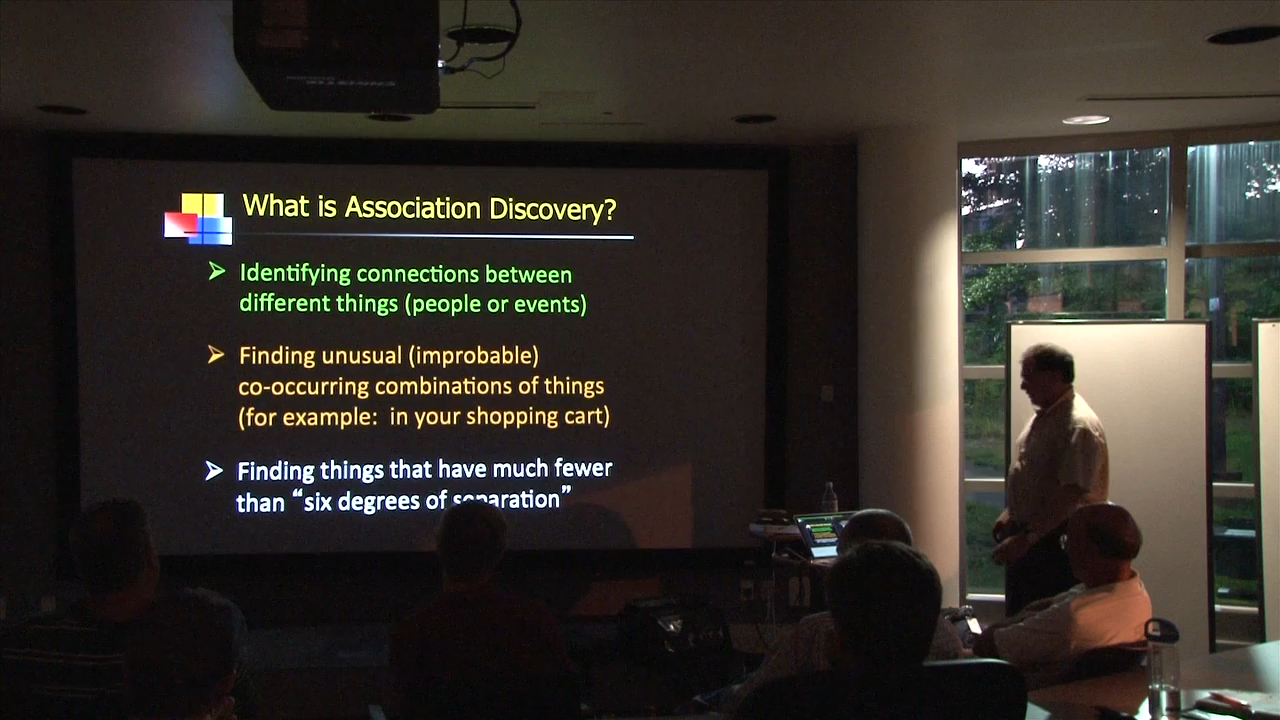 What is Association Discovery?
Identifying connections between
different things (people or events)
Finding unusual (improbable)
co-occurring combinations of things
(for example:  in your shopping cart)
Finding things that have much fewer
than “six degrees of separation”